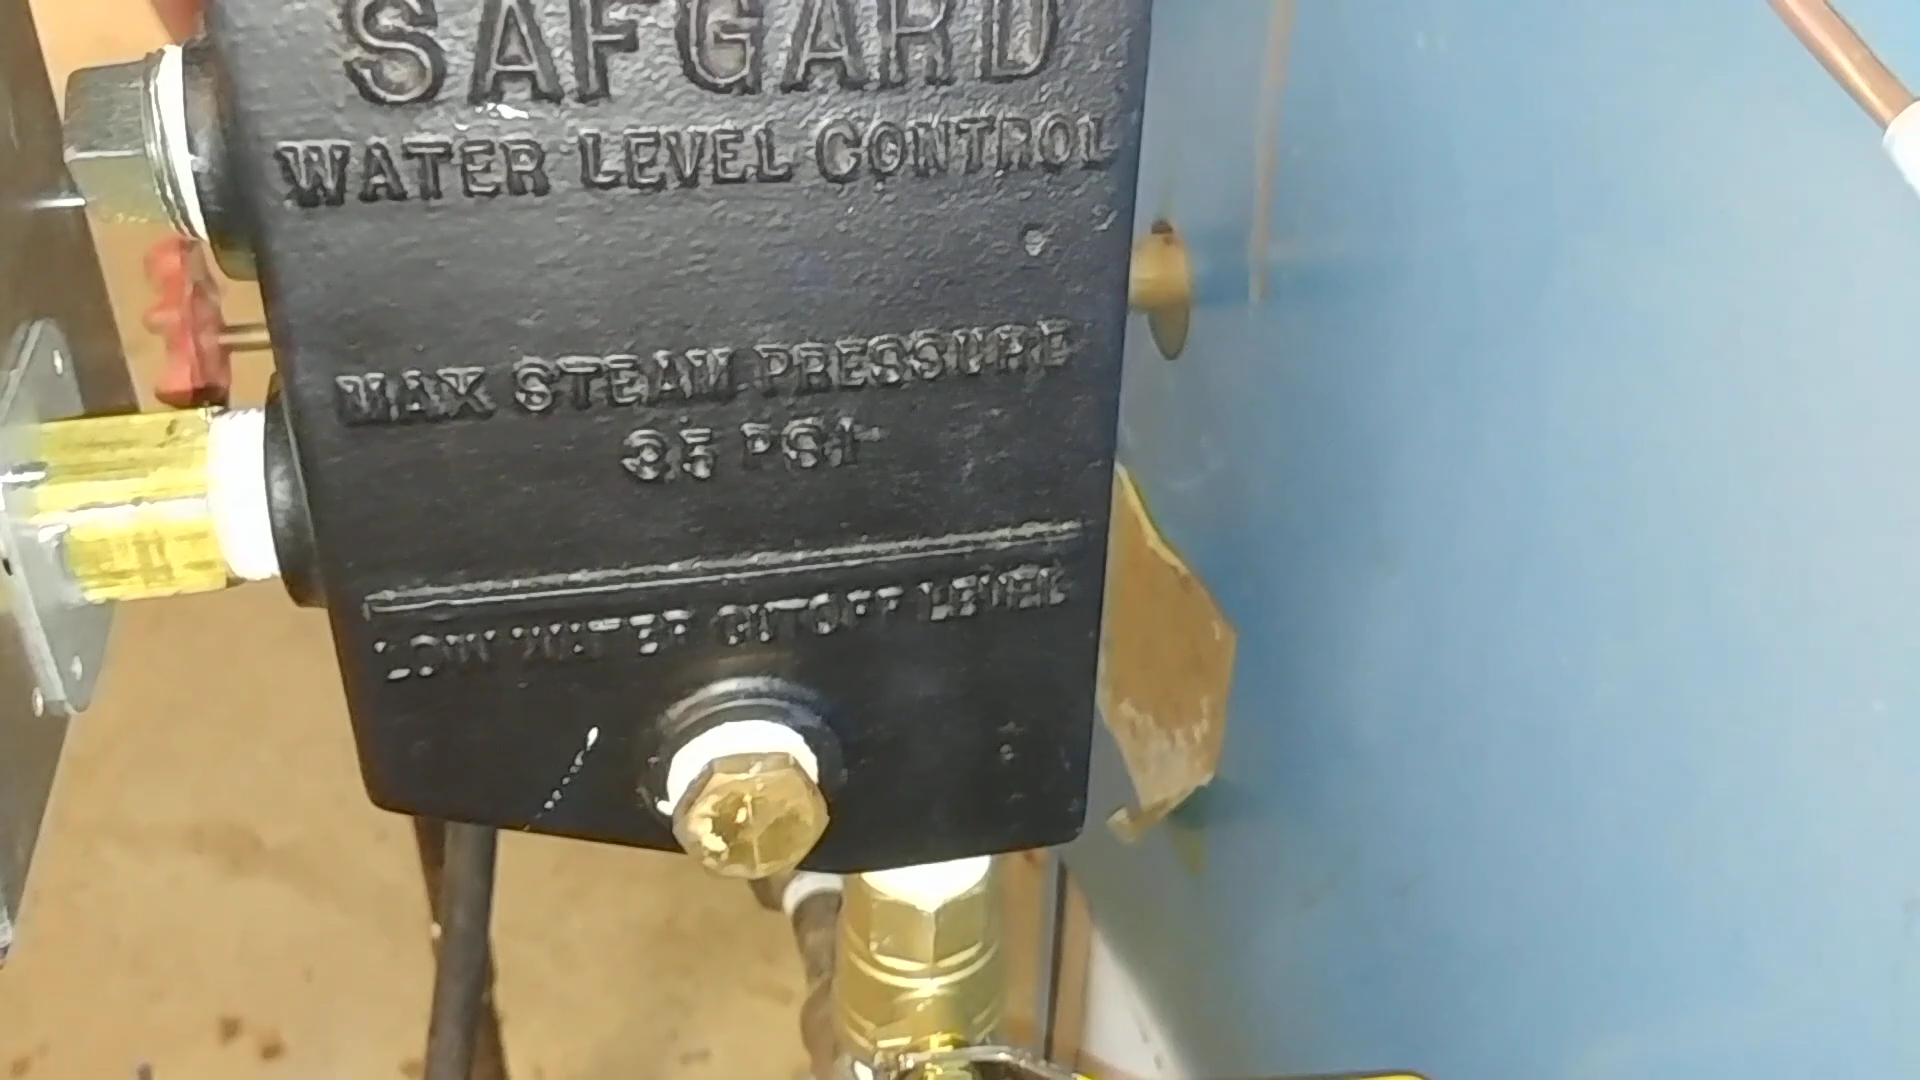 SAFGARD
WATER LEVEL CONTROL
MAX STEAM PRESSURE
35 PSI
LOW WATER CUTOFF LEVEL